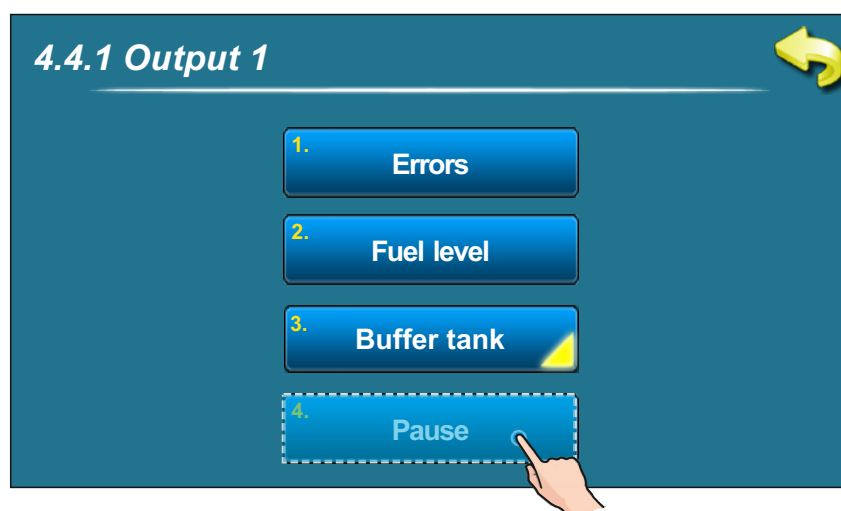 4.4.1 Output 1
1.
Errors
2.
Fuel level
3.
Buffer tank
4.
Pause